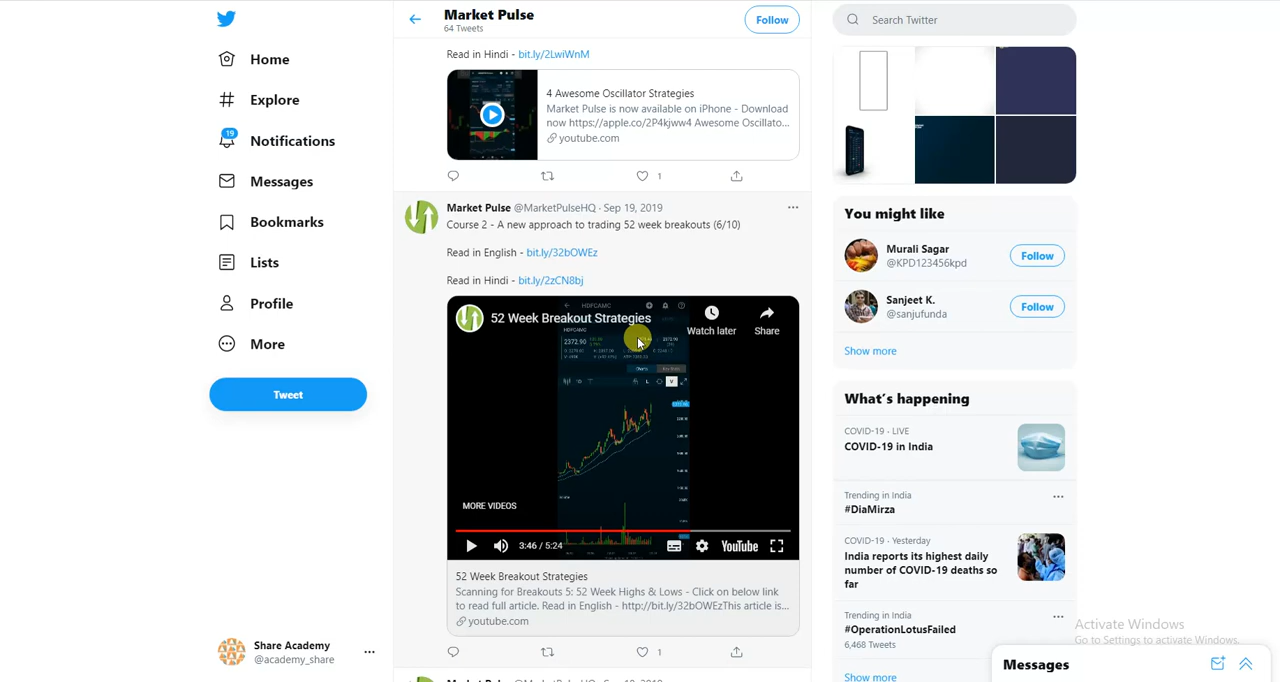 Home
Explore
19
Notifications
Messages
Bookmarks
Lists
Profile
More
Tweet
Share Academy
@academy_share
Market Pulse
64 Tweets
Follow
Read in Hindi - bit.ly/2LwiWnM
4 Awesome Oscillator Strategies
Market Pulse is now available on iPhone - Download
now https://apple.co/2P4kjww4 Awesome Oscillato...
youtube.com
1
Market Pulse @MarketPulseHQ · Sep 19, 2019
Course 2 - A new approach to trading 52 week breakouts (6/10)
Read in English - bit.ly/32bOWEz
Read in Hindi - bit.ly/2zCN8bj
HDFCAMC
52 Week Breakout Strategies
Watch later
Share
HDFCAMC
2372.90
2372.90
Charts
MORE VIDEOS
3:46 / 5:24
YouTube
52 Week Breakout Strategies
Scanning for Breakouts 5: 52 Week Highs & Lows - Click on below link
to read full article. Read in English - http://bit.ly/32bOWEzThis article is...
youtube.com
1
Search Twitter
You might like
Murali Sagar
@KPD123456kpd
Follow
Sanjeet K.
@sanjufunda
Follow
Show more
What's happening
COVID-19 · LIVE
COVID-19 in India
Trending in India
#DiaMirza
COVID-19 · Yesterday
India reports its highest daily
number of COVID-19 deaths so
far
Trending in India
#OperationLotusFailed
6,468 Tweets
Show more
Activate Windows
Go to Settings to activate Windows.
Messages